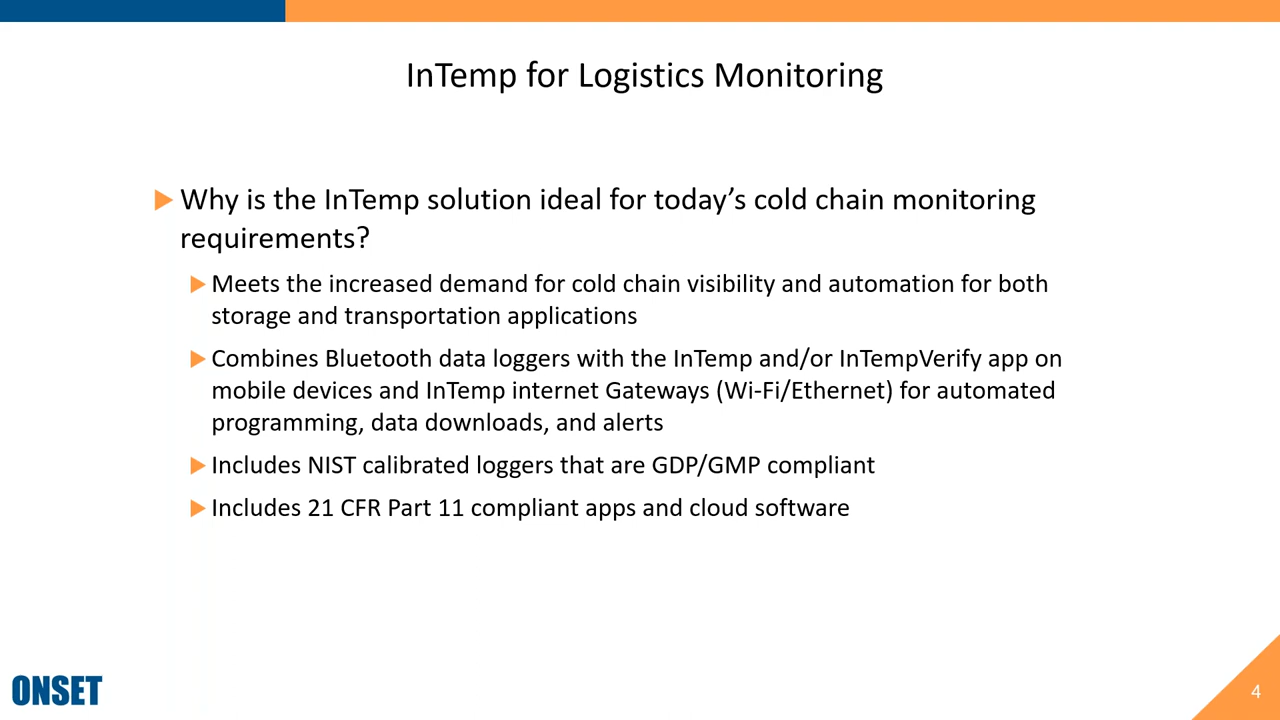 InTemp for Logistics Monitoring
Why is the InTemp solution ideal for today’s cold chain monitoring
requirements?
Meets the increased demand for cold chain visibility and automation for both
storage and transportation applications
Combines Bluetooth data loggers with the InTemp and/or InTempVerify app on
mobile devices and InTemp internet Gateways (Wi-Fi/Ethernet) for automated
programming, data downloads, and alerts
Includes NIST calibrated loggers that are GDP/GMP compliant
Includes 21 CFR Part 11 compliant apps and cloud software
ONSET
4